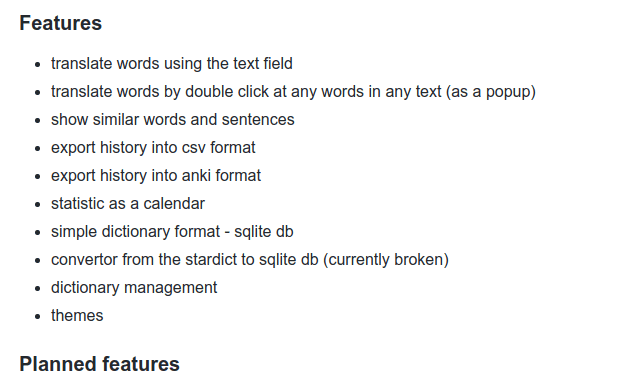 Features
translate words using the text field
translate words by double click at any words in any text (as a popup)
show similar words and sentences
export history into csv format
export history into anki format
statistic as a calendar
simple dictionary format - sqlite db
convertor from the stardict to sqlite db (currently broken)
dictionary management
themes
Planned features